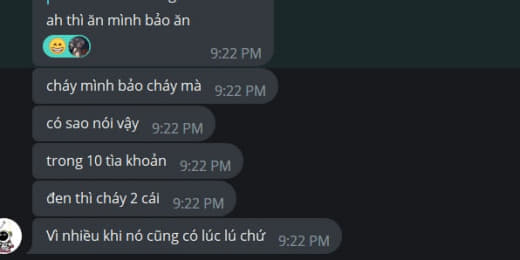 ah thì ăn mình bảo ăn
9:22 PM
cháy mình bảo cháy mà 9:22 PM
có sao nói vậy 9:22 PM
trong 10 tìa khoản 9:22 PM
đen thì cháy 2 cái 9:22 PM
Vì nhiều khi nó cũng có lúc lú chứ 9:22 PM